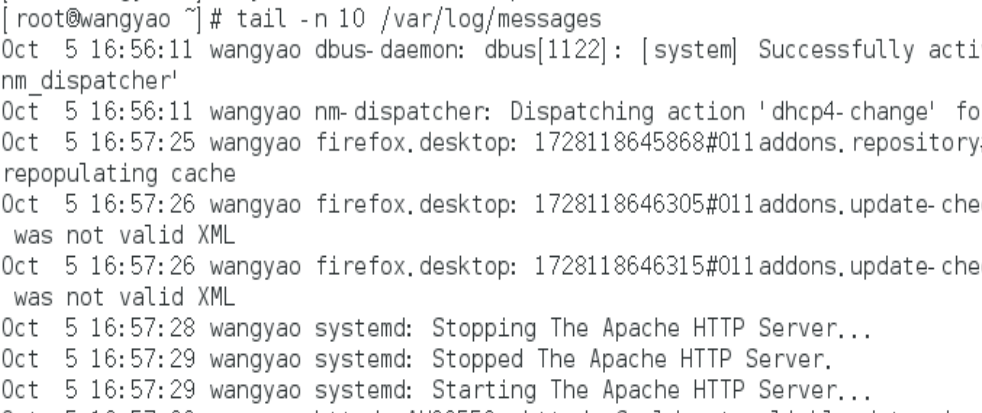 [root@wangyao ~]# tail -n 10 /var/log/messages
Oct  5 16:56:11 wangyao dbus-daemon: dbus[1122]: [system] Successfully acti
nm_dispatcher'
Oct  5 16:56:11 wangyao nm-dispatcher: Dispatching action 'dhcp4-change' fo
Oct  5 16:57:25 wangyao firefox.desktop: 1728118645868#011addons.repository
repopulating cache
Oct  5 16:57:26 wangyao firefox.desktop: 1728118646305#011addons.update-che
 was not valid XML
Oct  5 16:57:26 wangyao firefox.desktop: 1728118646315#011addons.update-che
 was not valid XML
Oct  5 16:57:28 wangyao systemd: Stopping The Apache HTTP Server...
Oct  5 16:57:29 wangyao systemd: Stopped The Apache HTTP Server.
Oct  5 16:57:29 wangyao systemd: Starting The Apache HTTP Server...